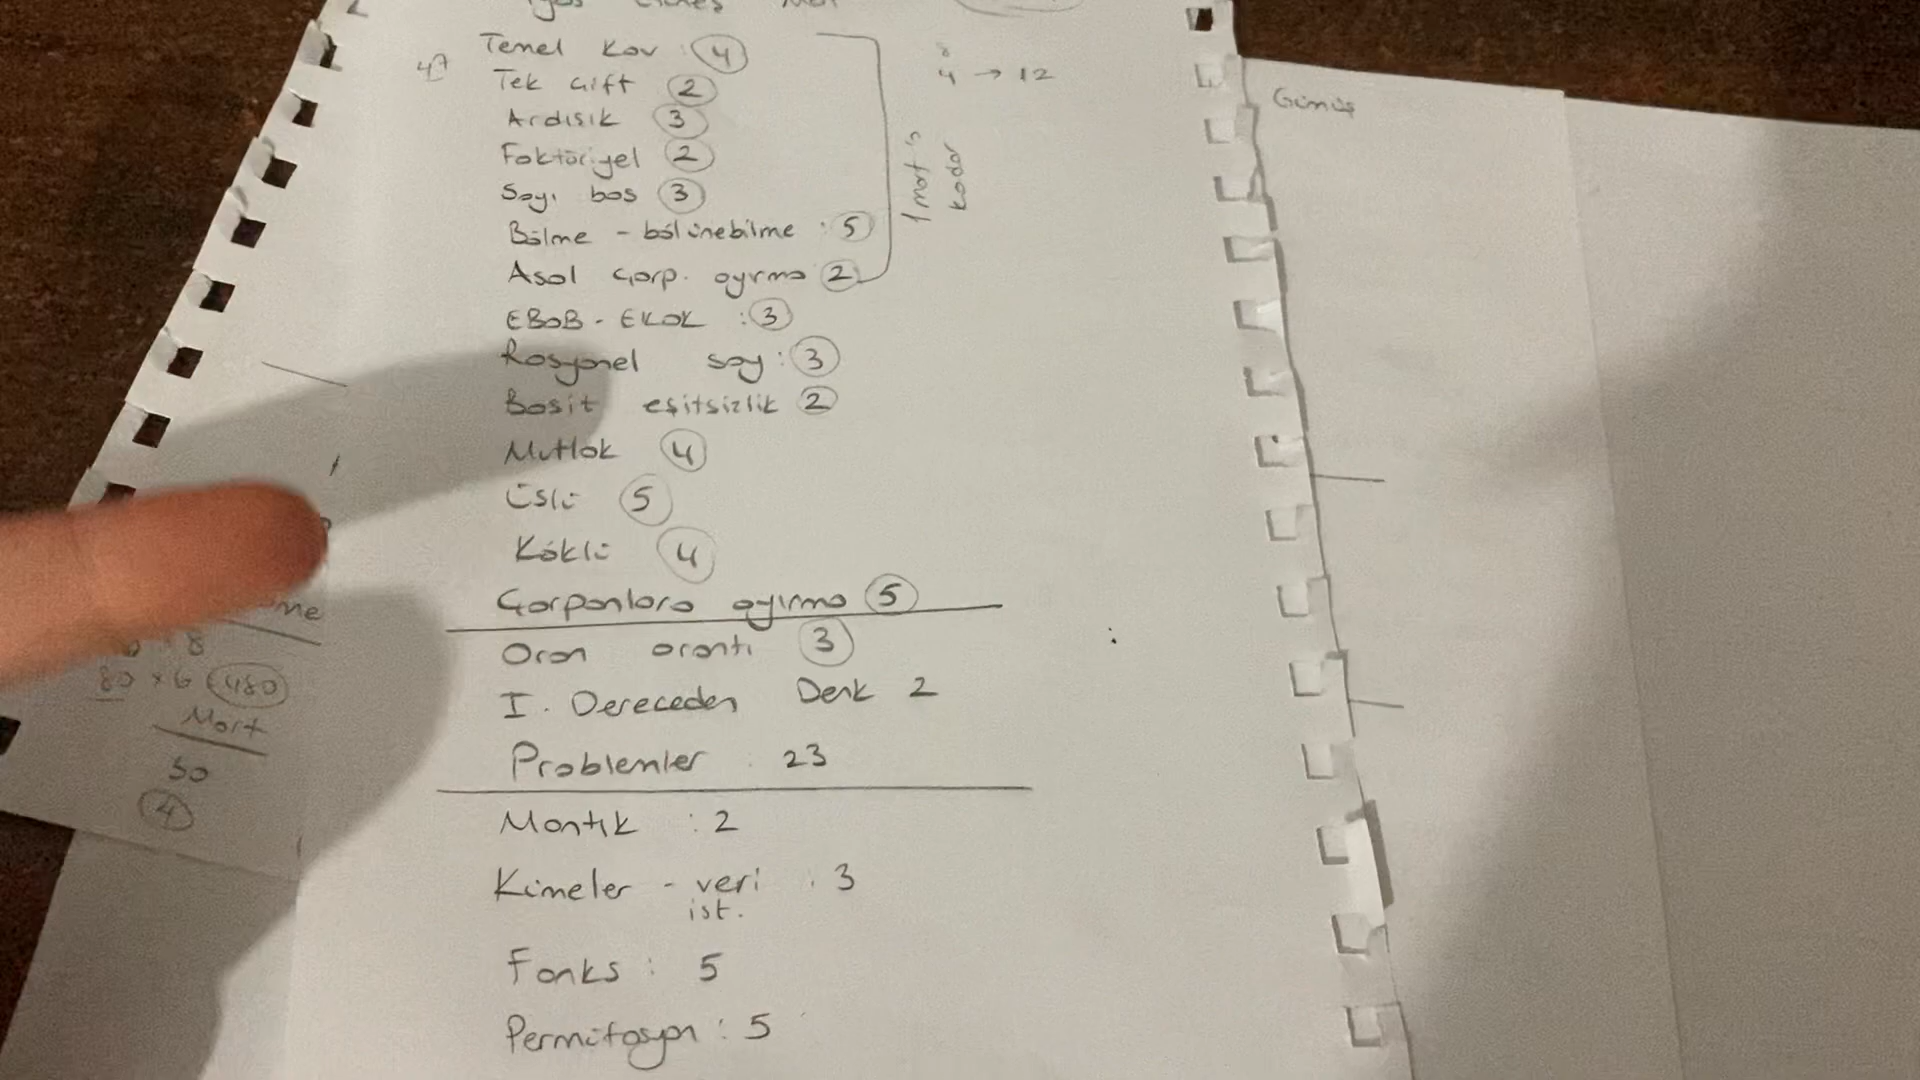 Temel Kav : 4
4 → 12
Tek Çift 2
Ardışık 3
Faktöriyel 2
Sayı bas 3
Bölme - bölünebilme : 5
Asal Çarp. ayırma 2
1 mart'a
kadar
EBOB - EKOK : 3
Rasyonel say : 3
Basit eşitsizlik 2
Mutlak 4
Üslü 5
Köklü 4
Çarpanlara ayırma 5
Oran orantı 3
I. Dereceden Denk 2
Problemler : 23
Mantık : 2
Kümeler - veri : 3
ist.
Fonks : 5
Permütasyon : 5
80 × 6 480
Mart
50
4
Gümüş